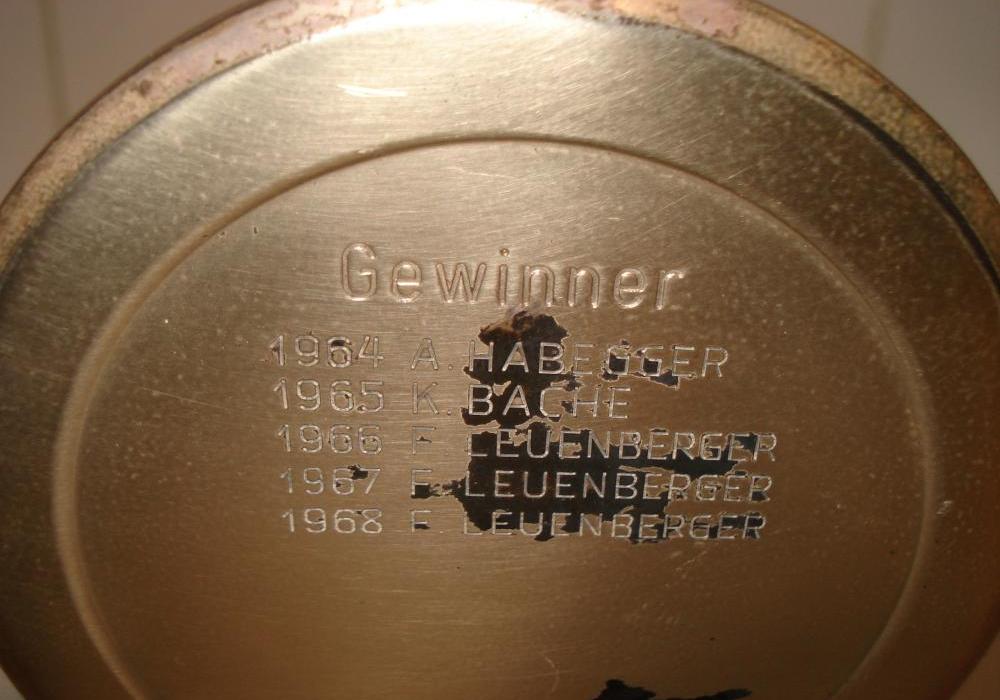 Gewinner
1964 A. HABEGGER
1965 K. BACHE
1966 F. LEUENBERGER
1967 F. LEUENBERGER
1968 F. LEUENBERGER